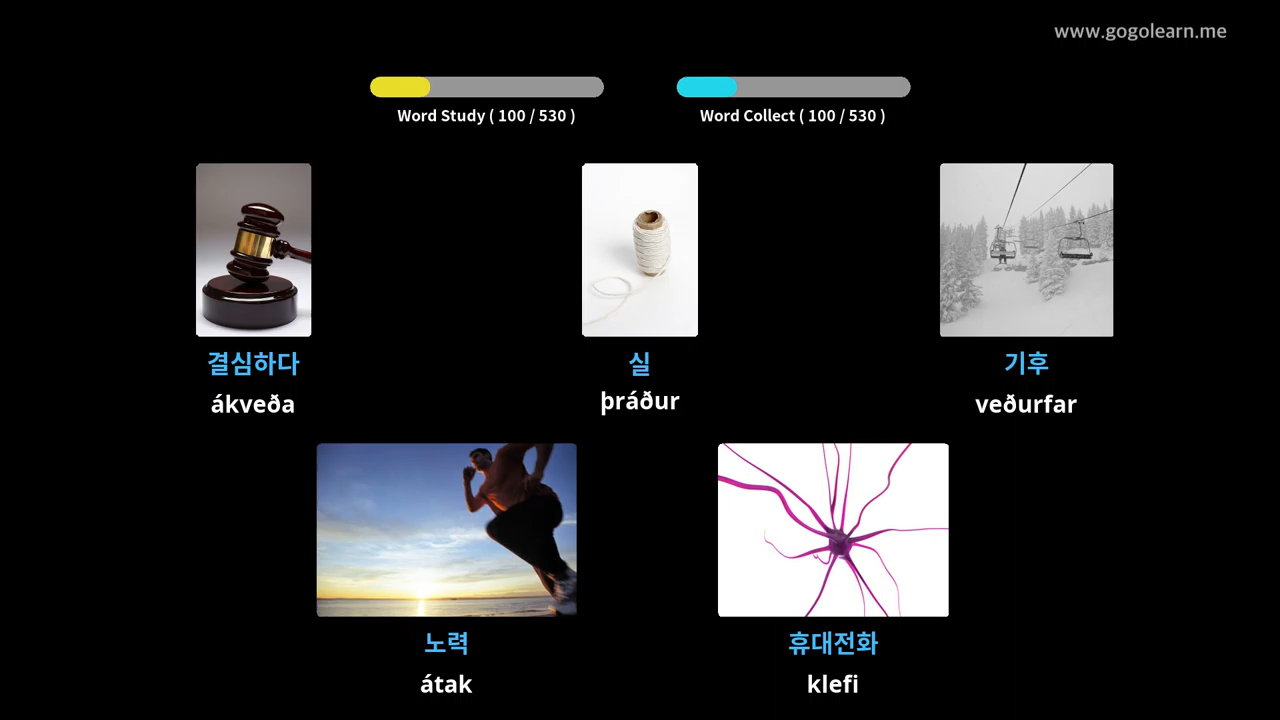 www.gogolearn.me
Word Study ( 100 / 530 )
Word Collect ( 100 / 530 )
결심하다
실
기후
ákveða
þráður
veðurfar
노력
휴대전화
átak
klefi